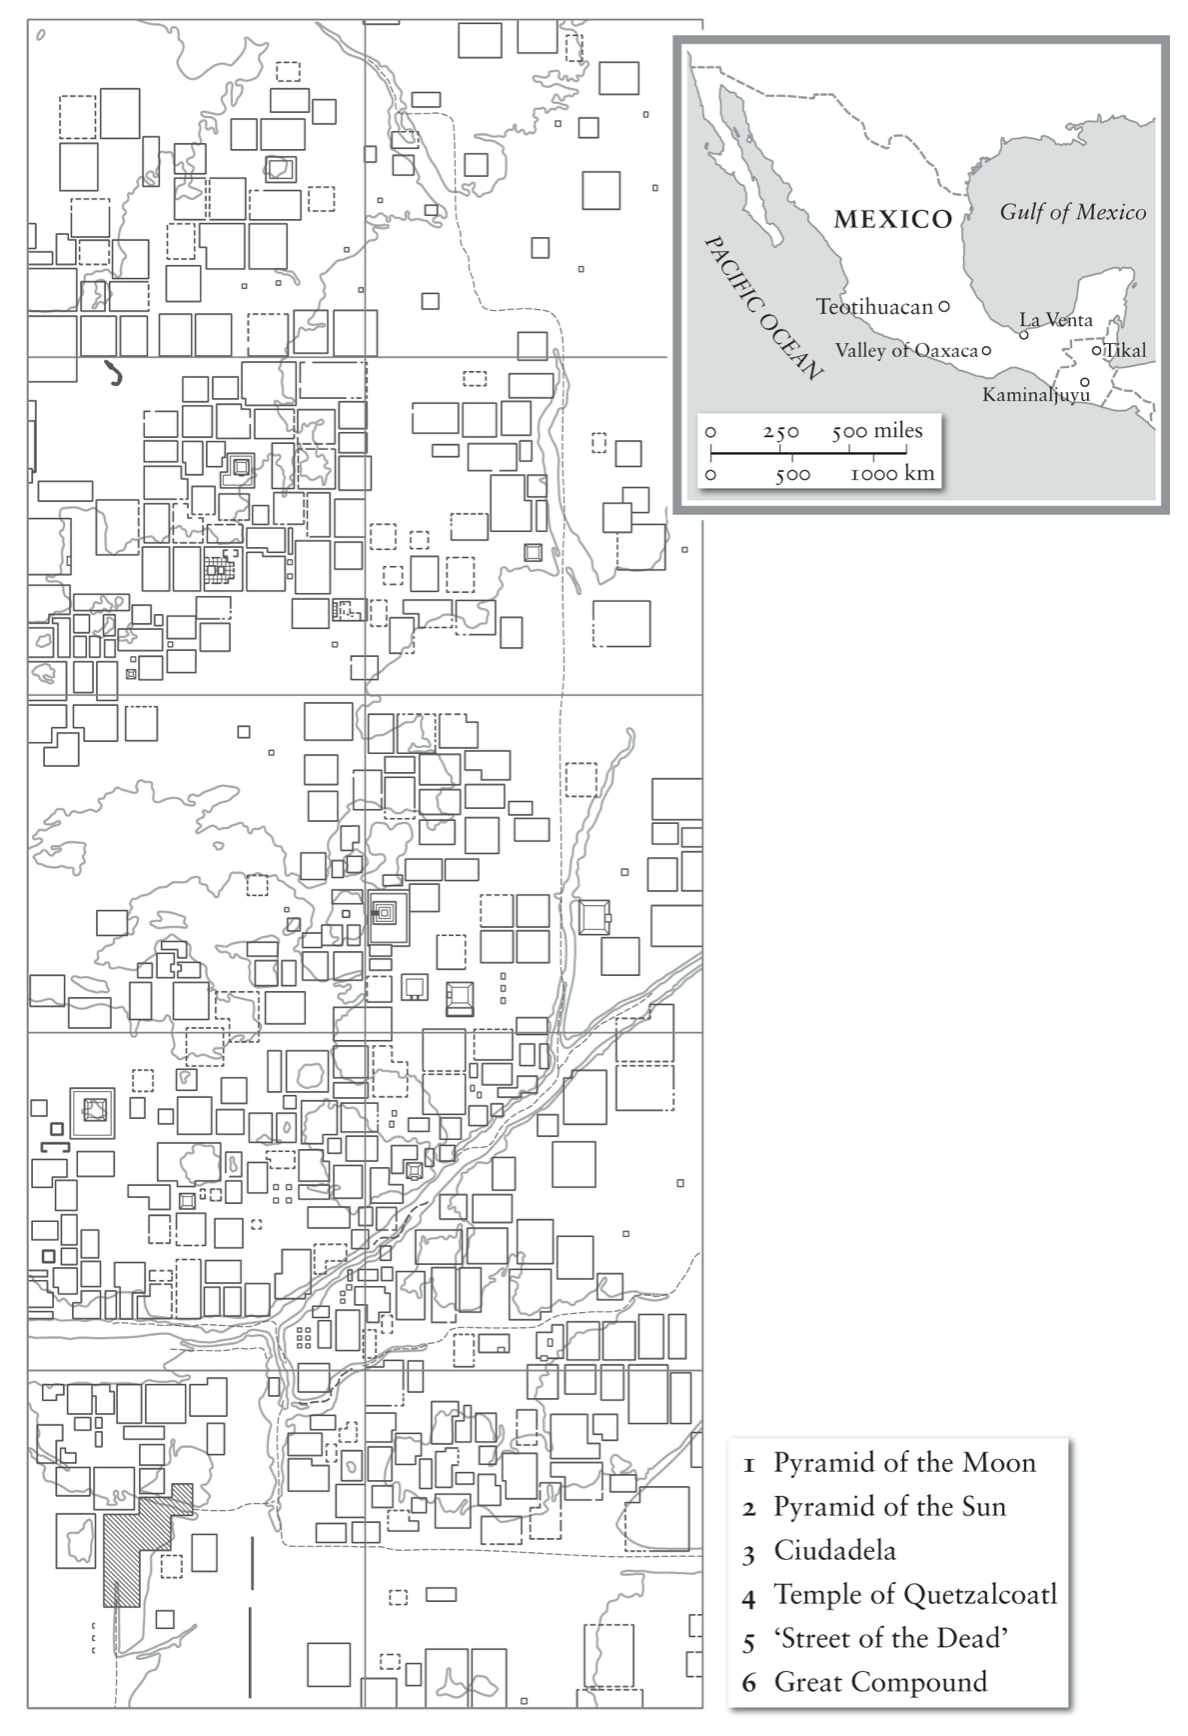 MEXICO
Gulf of Mexico
PACIFIC OCEAN
Teotihuacan
La Venta
Valley of Oaxaca
Tikal
Kaminaljuyu
0 250 500 miles
0 500 1000 km
1 Pyramid of the Moon
2 Pyramid of the Sun
3 Ciudadela
4 Temple of Quetzalcoatl
5 ‘Street of the Dead’
6 Great Compound